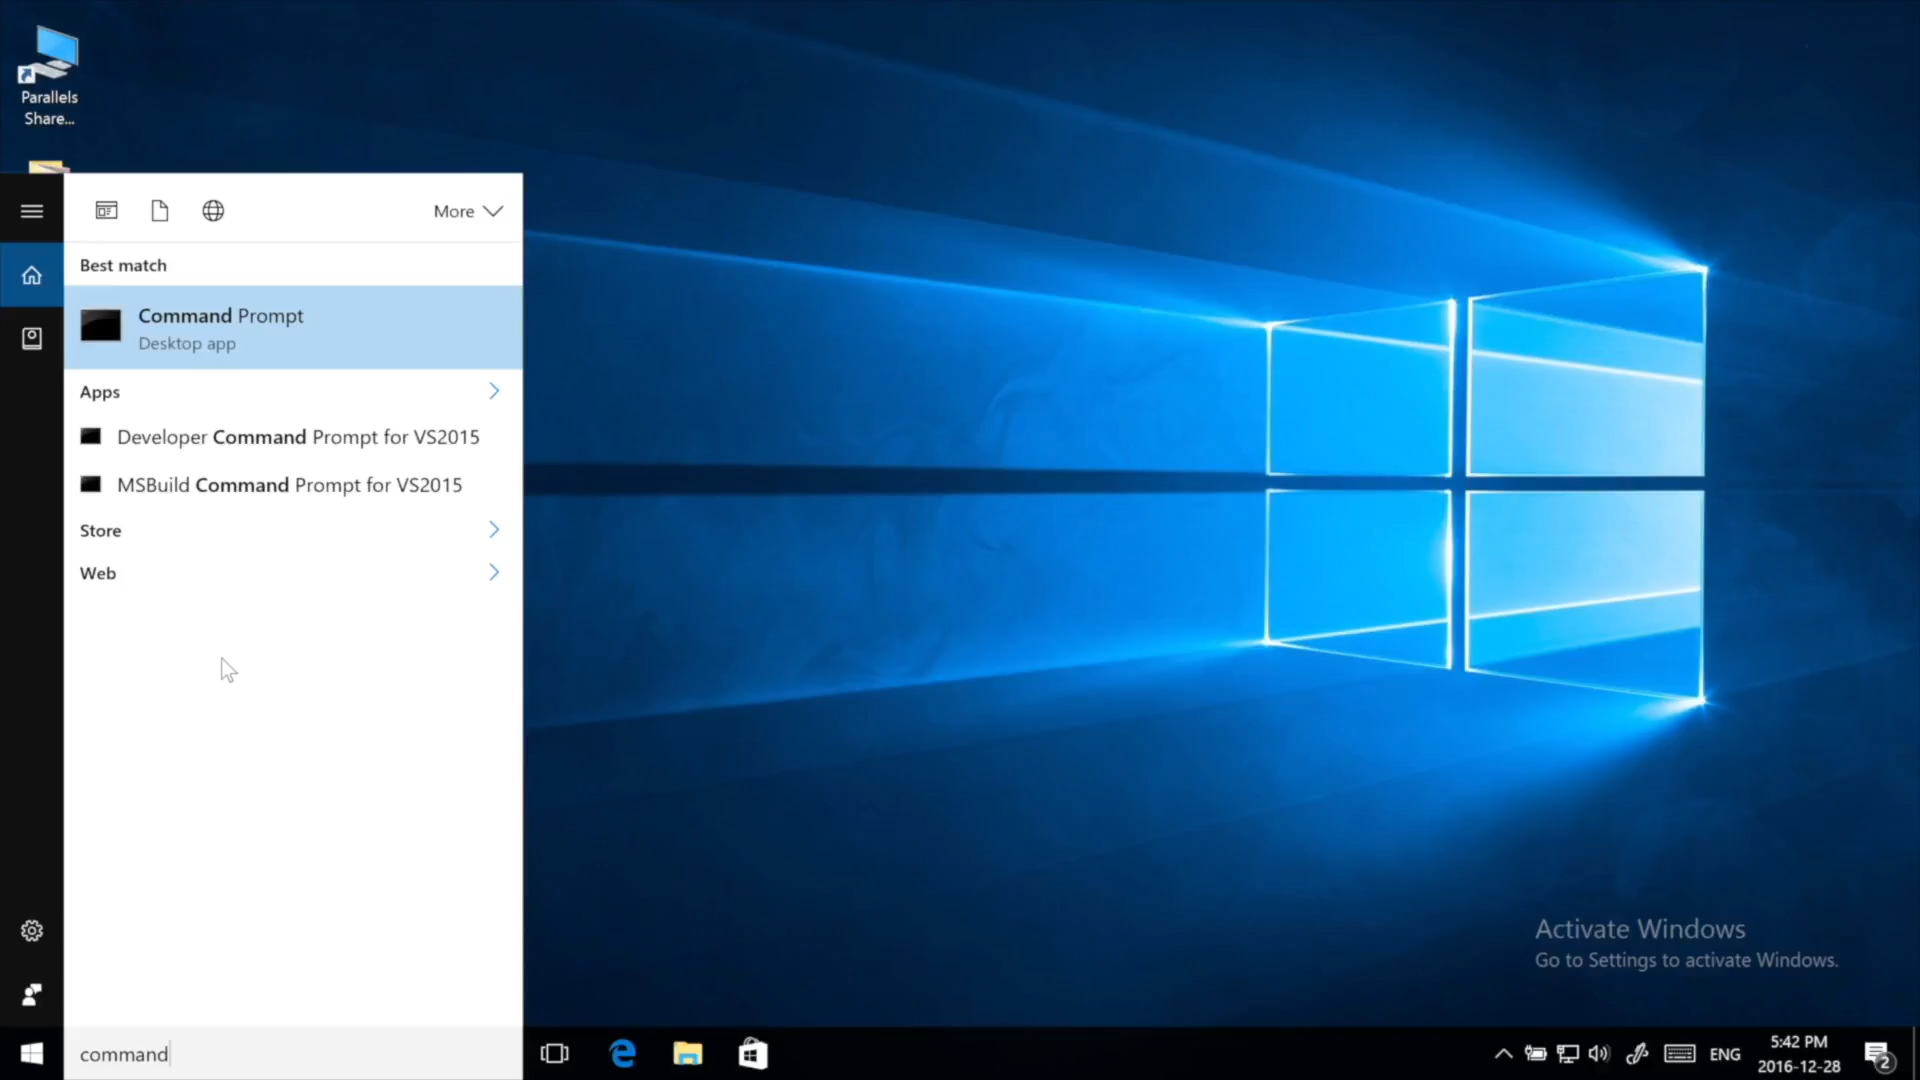 Parallels
Share...
More
Best match
Command Prompt
Desktop app
Apps
Developer Command Prompt for VS2015
MSBuild Command Prompt for VS2015
Store
Web
Activate Windows
Go to Settings to activate Windows.
command
ENG
5:42 PM
2016-12-28
2